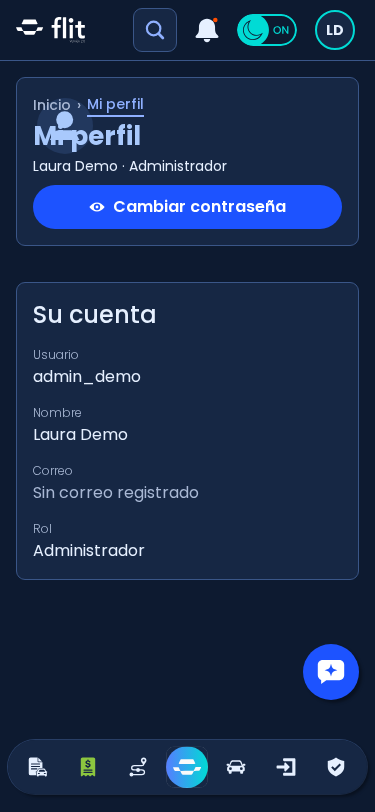 flit
ON
LD
Inicio › Mi perfil
Mi perfil
Laura Demo · Administrador
Cambiar contraseña
Su cuenta
Usuario
admin_demo
Nombre
Laura Demo
Correo
Sin correo registrado
Rol
Administrador